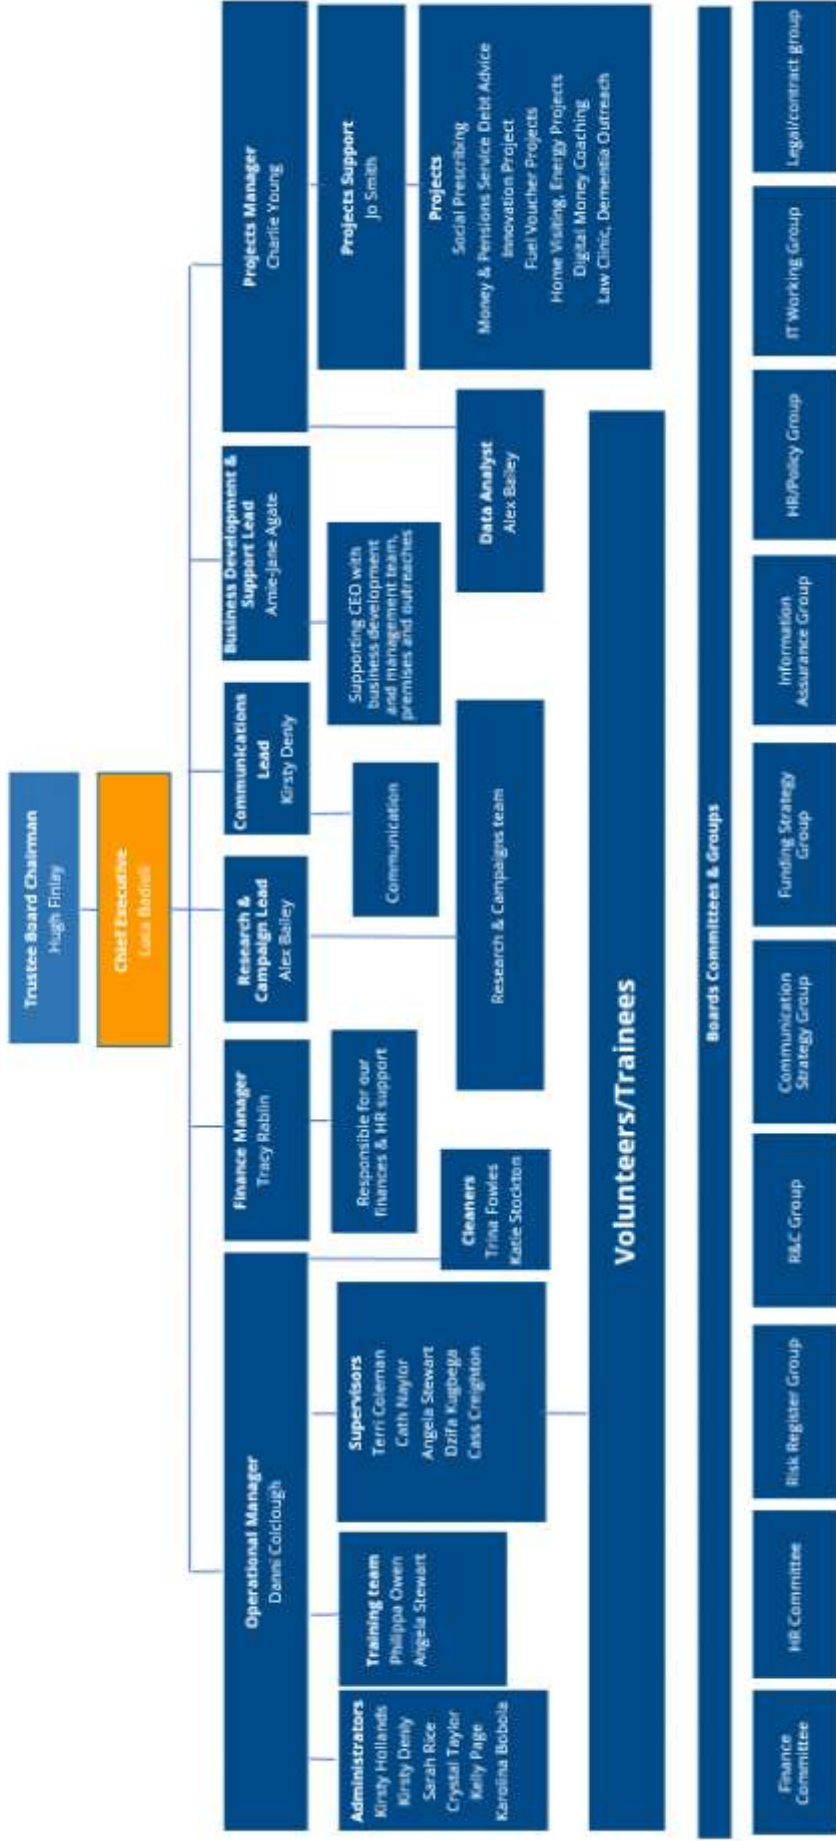 Trustee Board Chairman
Hugh Finlay
Chief Executive
Luca Badioli
Operational Manager
Danni Colclough
Finance Manager
Tracy Rablin
Research &
Campaign Lead
Alex Bailey
Communications
Lead
Kirsty Denly
Business Development &
Support Lead
Amie-Jane Agate
Projects Manager
Charlie Young
Administrators
Kirsty Hollands
Kirsty Denly
Sarah Rice
Crystal Taylor
Kelly Page
Karolina Bobola
Training team
Philippa Owen
Angela Stewart
Supervisors
Terri Coleman
Cath Naylor
Angela Stewart
Dzifa Kugbega
Cass Creighton
Cleaners
Trina Fowles
Katie Stockton
Responsible for our
finances & HR support
Research & Campaigns team
Communication
Supporting CEO with
business development
and management team,
premises and outreaches
Data Analyst
Alex Bailey
Projects Support
Jo Smith
Projects
Social Prescribing
Money & Pensions Service Debt Advice
Innovation Project
Fuel Voucher Projects
Home Visiting, Energy Projects
Digital Money Coaching
Law Clinic, Dementia Outreach
Volunteers/Trainees
Boards Committees & Groups
Finance
Committee
HR Committee
Risk Register Group
R&C Group
Communication
Strategy Group
Funding Strategy
Group
Information
Assurance Group
HR/Policy Group
IT Working Group
Legal/contract group